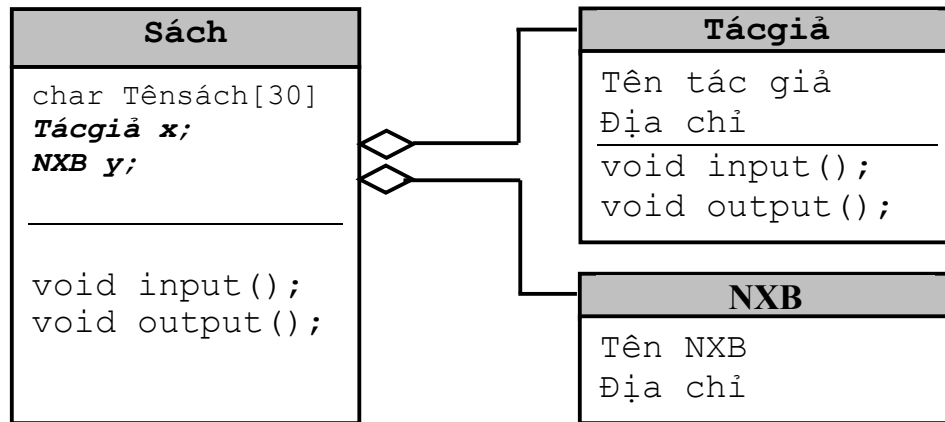 Sách
char Tênsách[30]
Tácgiả x;
NXB y;
void input();
void output();
Tácgiả
Tên tác giả
Địa chỉ
void input();
void output();
NXB
Tên NXB
Địa chỉ